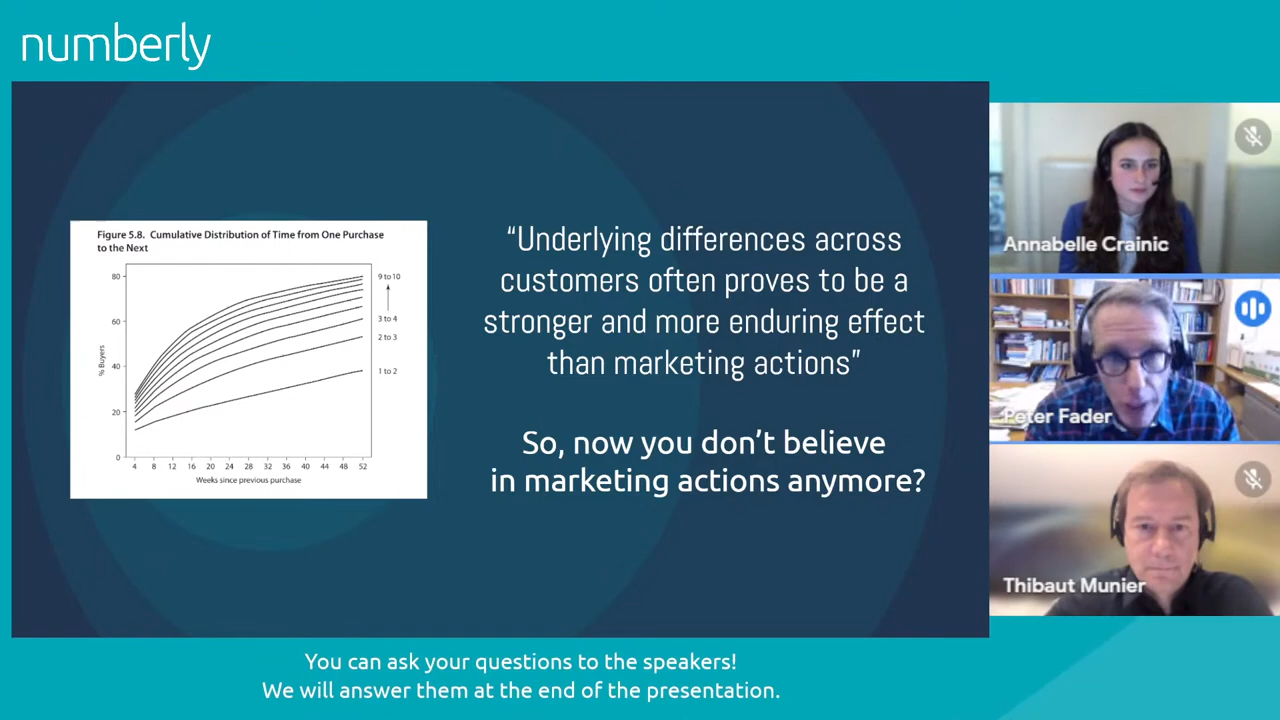 numberly
Figure 5.8. Cumulative Distribution of Time from One Purchase
to the Next
80
60
40
20
0
% Buyers
9 to 10
3 to 4
2 to 3
1 to 2
4 8 12 16 20 24 28 32 36 40 44 48 52
Weeks since previous purchase
“Underlying differences across
customers often proves to be a
stronger and more enduring effect
than marketing actions”
So, now you don’t believe
in marketing actions anymore?
Annabelle Crainic
Peter Fader
Thibaut Munier
You can ask your questions to the speakers!
We will answer them at the end of the presentation.